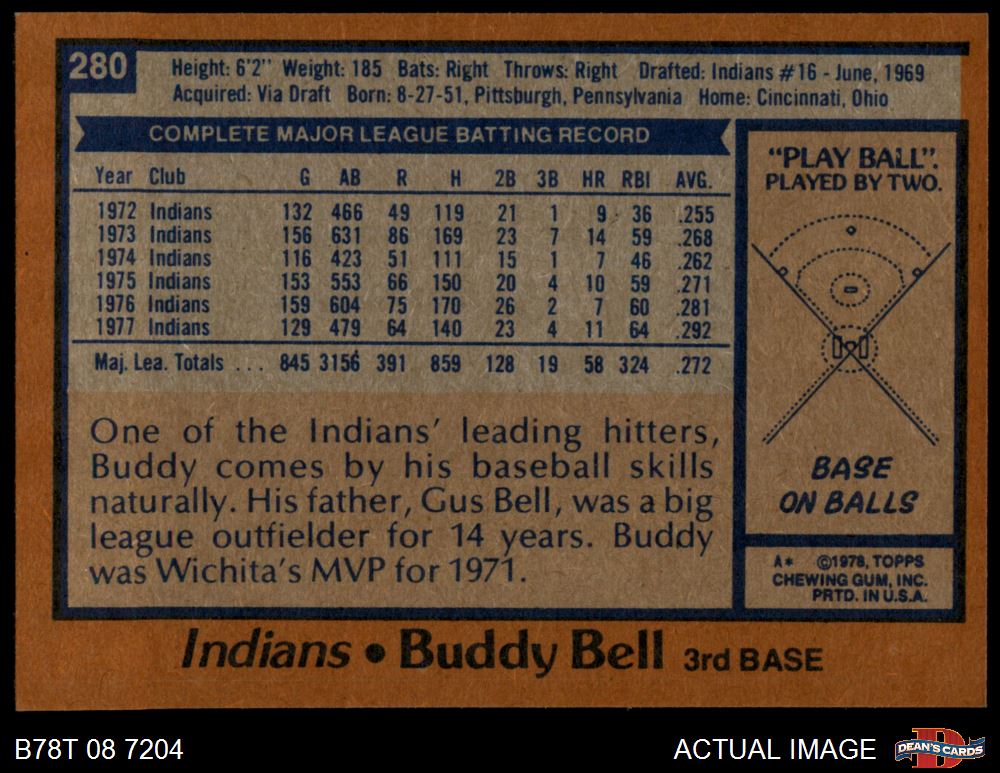 280
Height: 6'2" Weight: 185 Bats: Right Throws: Right Drafted: Indians #16 - June, 1969
Acquired: Via Draft Born: 8-27-51, Pittsburgh, Pennsylvania Home: Cincinnati, Ohio
COMPLETE MAJOR LEAGUE BATTING RECORD
Year Club G AB R H 2B 3B HR RBI AVG.
1972 Indians 132 466 49 119 21 1 9 36 .255
1973 Indians 156 631 86 169 23 7 14 59 .268
1974 Indians 116 423 51 111 15 1 7 46 .262
1975 Indians 153 553 66 150 20 4 10 59 .271
1976 Indians 159 604 75 170 26 2 7 60 .281
1977 Indians 129 479 64 140 23 4 11 64 .292
Maj. Lea. Totals ... 845 3156 391 859 128 19 58 324 .272
One of the Indians' leading hitters,
Buddy comes by his baseball skills
naturally. His father, Gus Bell, was a big
league outfielder for 14 years. Buddy
was Wichita's MVP for 1971.
"PLAY BALL".
PLAYED BY TWO.
BASE
ON BALLS
A* ©1978, TOPPS
CHEWING GUM, INC.
PRTD. IN U.S.A.
Indians • Buddy Bell 3rd BASE
B78T 08 7204
ACTUAL IMAGE
D
DEAN'S CARDS